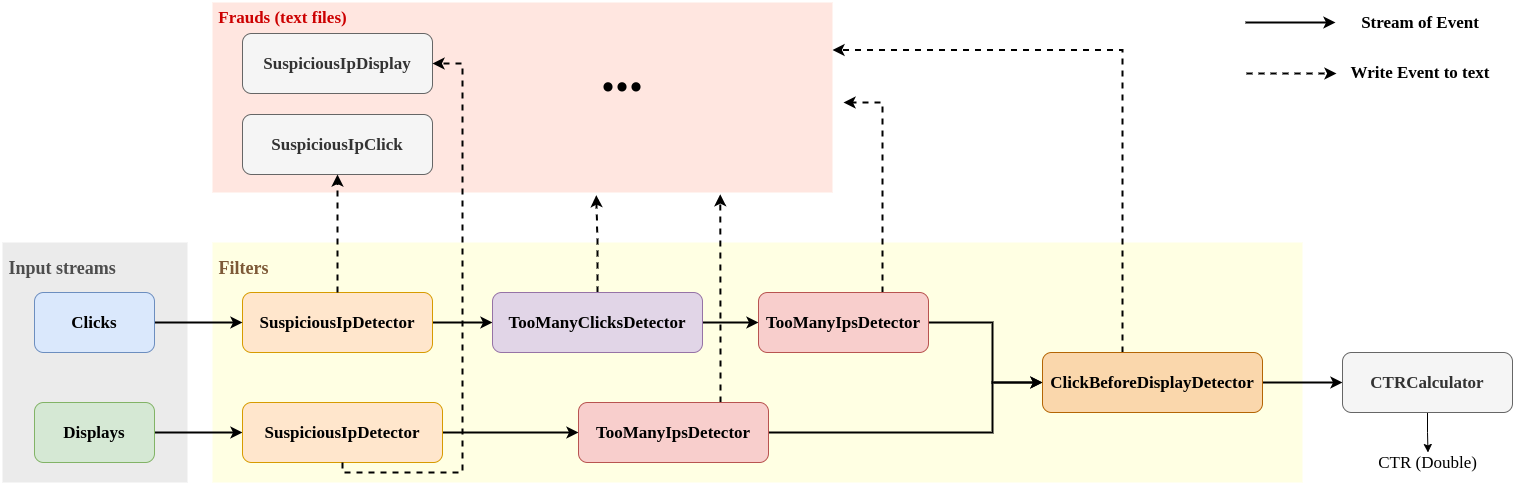 Frauds (text files)
Stream of Event
SuspiciousIpDisplay
Write Event to text
SuspiciousIpClick
Input streams
Filters
Clicks
SuspiciousIpDetector
TooManyClicksDetector
TooManyIpsDetector
ClickBeforeDisplayDetector
CTRCalculator
Displays
SuspiciousIpDetector
TooManyIpsDetector
CTR (Double)